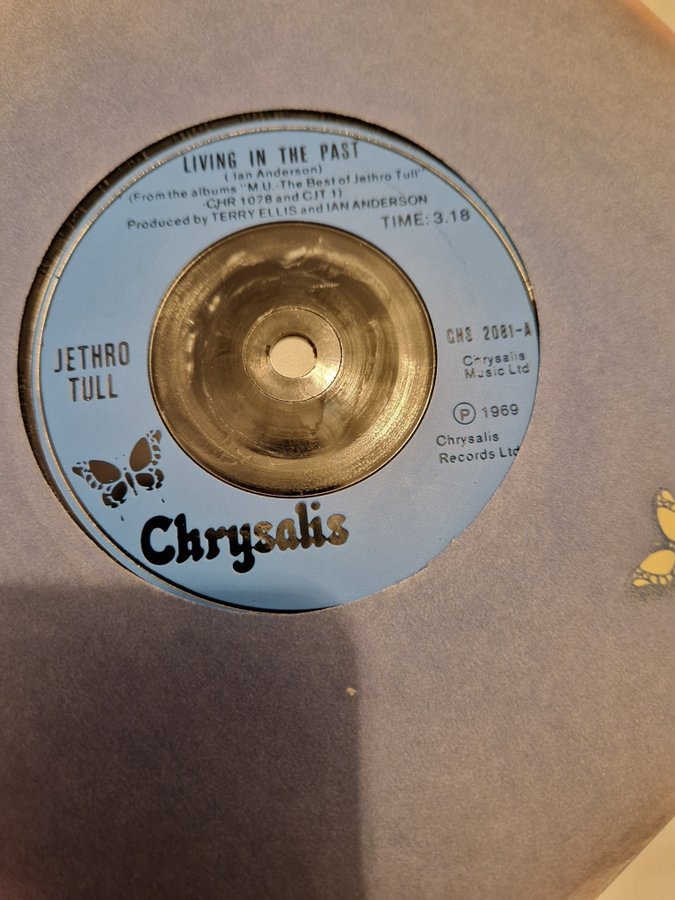 LIVING IN THE PAST
(Ian Anderson)
(From the albums "M.U.-The Best of Jethro Tull"
CHR 1078 and CJT 1)
Produced by TERRY ELLIS and IAN ANDERSON
TIME: 3.18
JETHRO
TULL
CHS 2081-A
Chrysalis
Music Ltd
Ⓟ 1969
Chrysalis
Records Ltd
Chrysalis